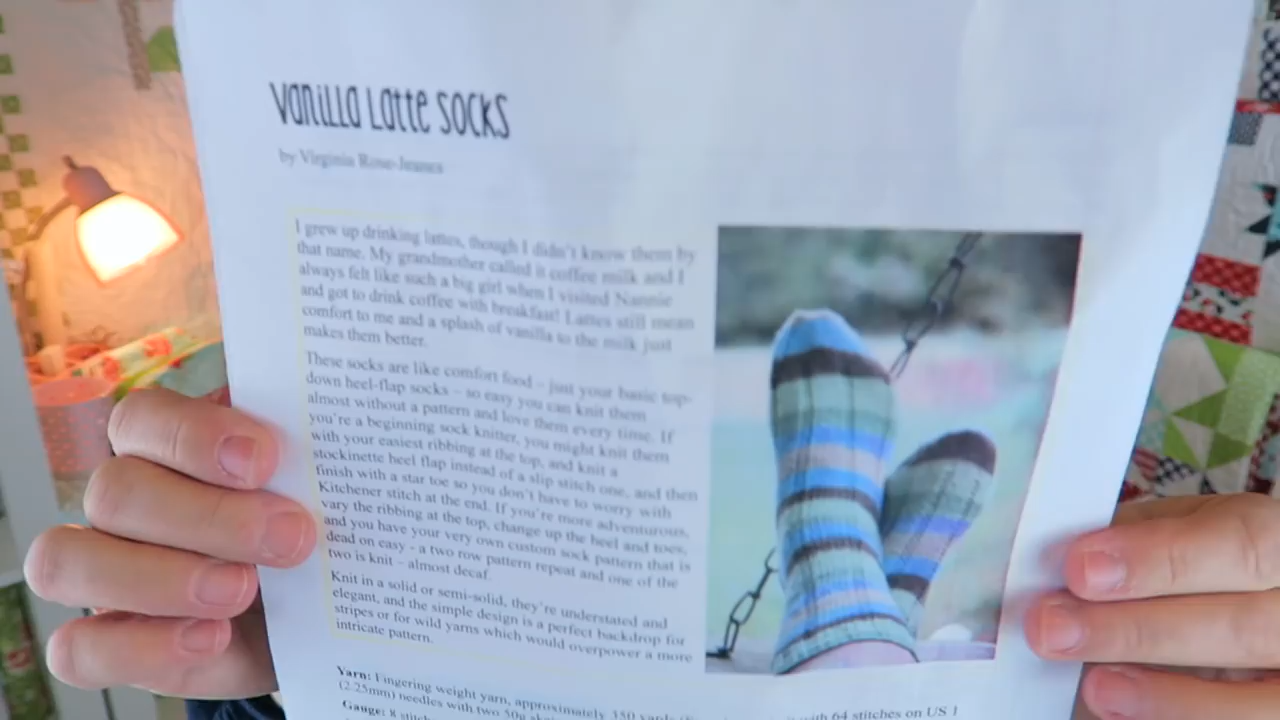 Vanilla Latte Socks
by Virginia Rose-Jeanes
I grew up drinking lattes, though I didn't know them by
that name. My grandmother called it coffee milk and I
always felt like such a big girl when I visited Nannie
and got to drink coffee with breakfast! Lattes still mean
comfort to me and a splash of vanilla to the milk just
makes them better.
These socks are like comfort food - just your basic top-
down heel-flap socks - so easy you can knit them
almost without a pattern and love them every time. If
you're a beginning sock knitter, you might knit them
with your easiest ribbing at the top, and knit a
stockinette heel flap instead of a slip stitch one, and then
finish with a star toe so you don't have to worry with
Kitchener stitch at the end. If you're more adventurous,
vary the ribbing at the top, change up the heel and toes,
and you have your very own custom sock pattern that is
dead on easy - a two row pattern repeat and one of the
two is knit - almost decaf.
Knit in a solid or semi-solid, they're understated and
elegant, and the simple design is a perfect backdrop for
stripes or for wild yarns which would overpower a more
intricate pattern.
Yarn: Fingering weight yarn, approximately 350 yards with 64 stitches on US 1
(2.25mm) needles with two 50g
Gauge: 8